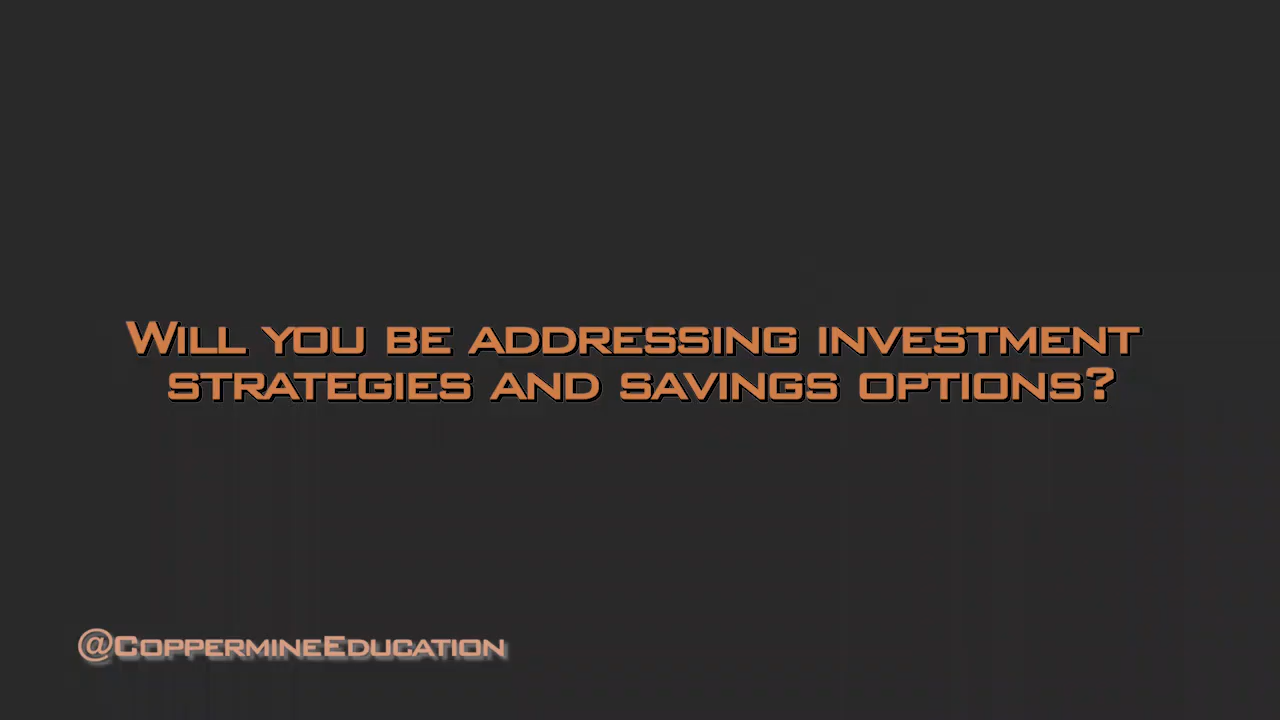 Will you be addressing investment
strategies and savings options?
@CoppermineEducation